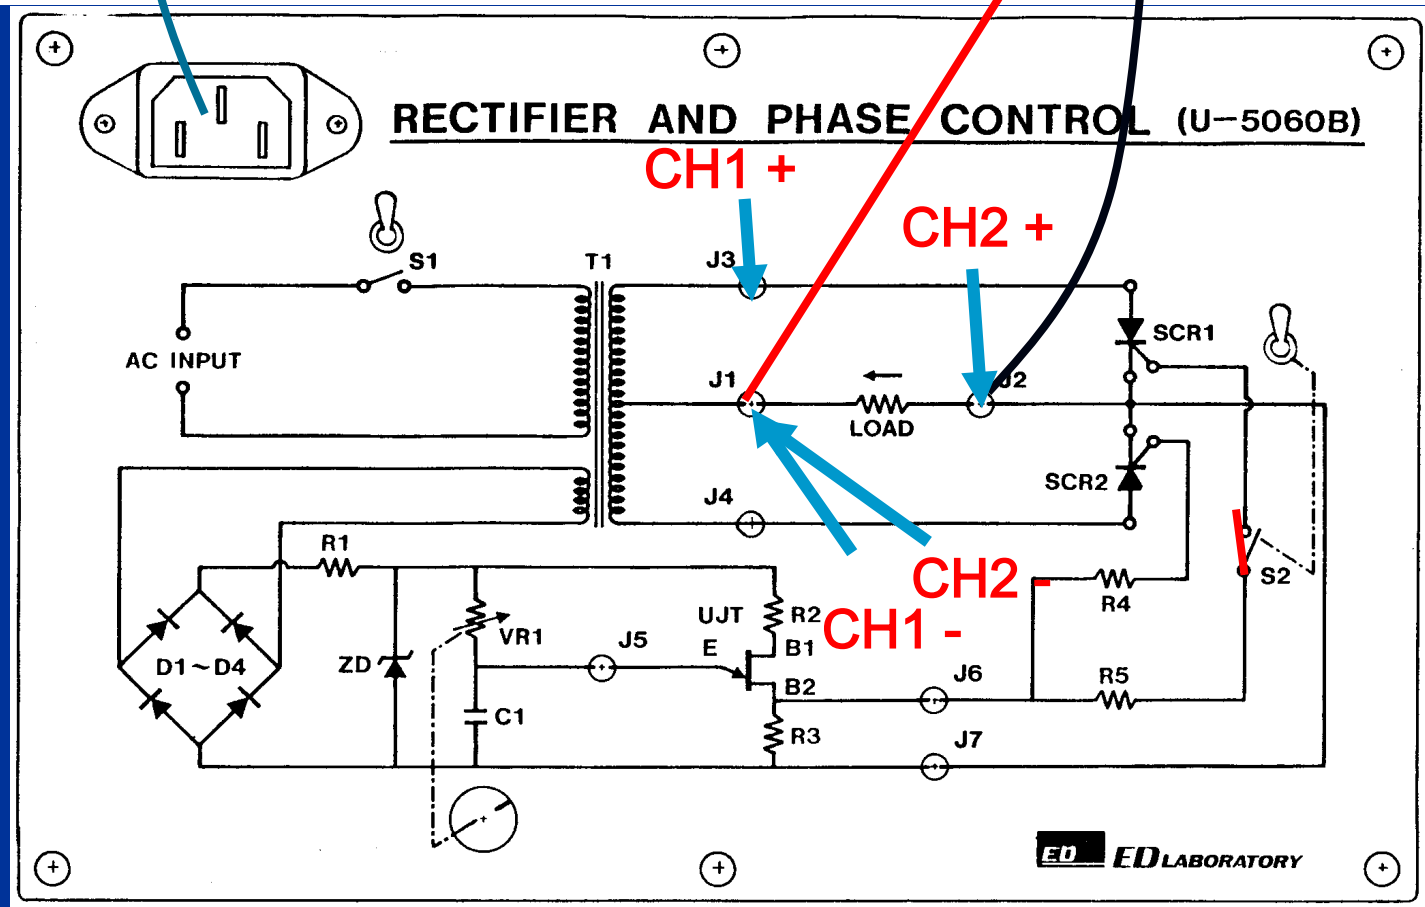 RECTIFIER AND PHASE CONTROL (U-5060B)
CH1 +
CH2 +
S1
T1
J3
SCR1
AC INPUT
J1
J2
LOAD
SCR2
J4
R1
CH2 -
S2
R4
UJT
R2
CH1 -
VR1
J5
E
B1
ZD
D1~D4
B2
J6
R5
C1
R3
J7
ED ED LABORATORY